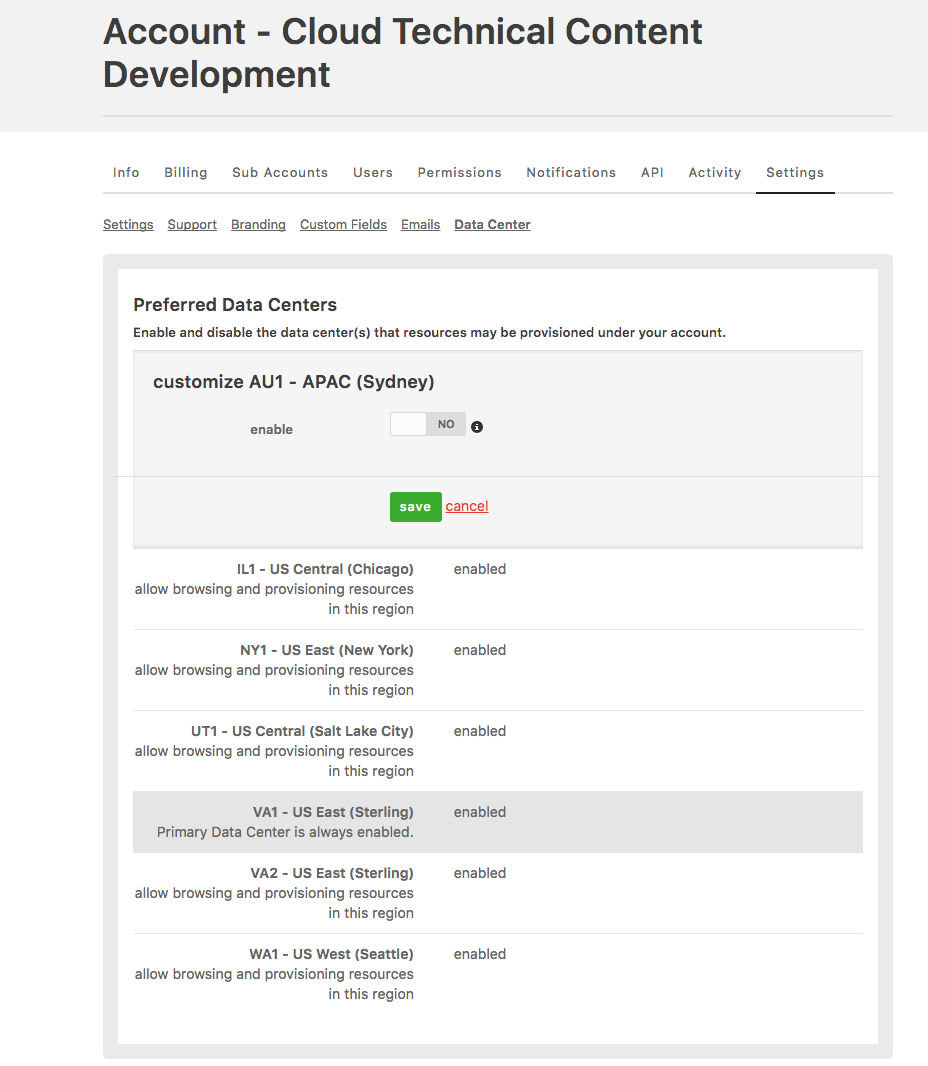 Account - Cloud Technical Content
Development
Info Billing Sub Accounts Users Permissions Notifications API Activity Settings
Settings Support Branding Custom Fields Emails Data Center
Preferred Data Centers
Enable and disable the data center(s) that resources may be provisioned under your account.
customize AU1 - APAC (Sydney)
enable NO i
save cancel
IL1 - US Central (Chicago) enabled
allow browsing and provisioning resources
in this region
NY1 - US East (New York) enabled
allow browsing and provisioning resources
in this region
UT1 - US Central (Salt Lake City) enabled
allow browsing and provisioning resources
in this region
VA1 - US East (Sterling) enabled
Primary Data Center is always enabled.
VA2 - US East (Sterling) enabled
allow browsing and provisioning resources
in this region
WA1 - US West (Seattle) enabled
allow browsing and provisioning resources
in this region